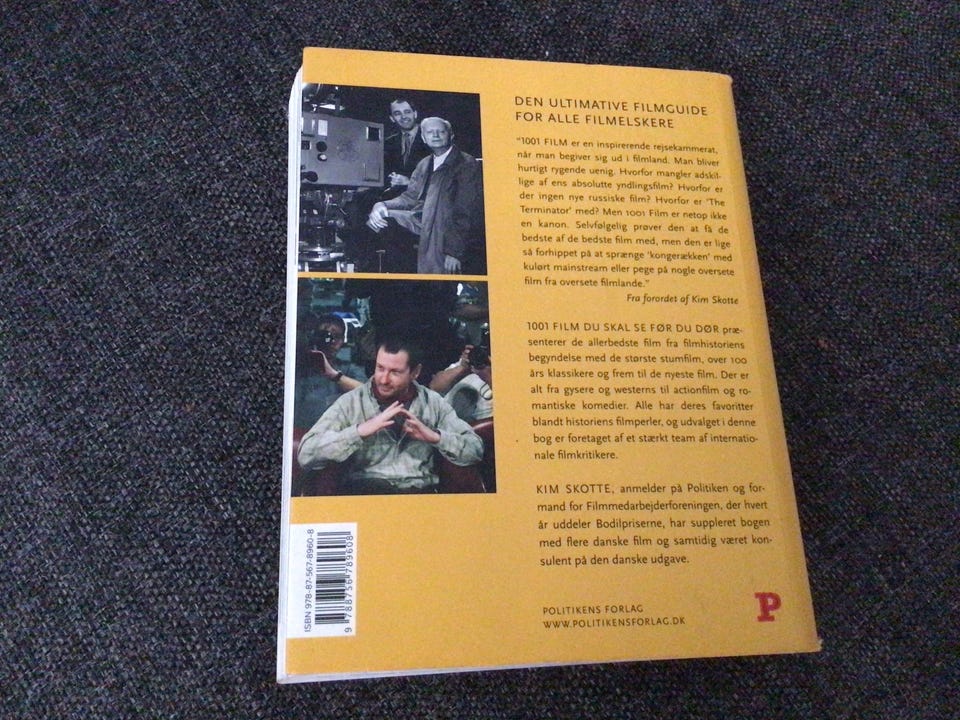 DEN ULTIMATIVE FILMGUIDE
FOR ALLE FILMELSKERE
"1001 FILM er en inspirerende rejsekammerat,
når man begiver sig ud i filmland. Man bliver
hurtigt rygende uenig. Hvorfor mangler adskil-
lige af ens absolutte yndlingsfilm? Hvorfor er
der ingen nye russiske film? Hvorfor er 'The
Terminator' med? Men 1001 Film er netop ikke
en kanon. Selvfølgelig prøver den at få de
bedste af de bedste film med, men den er lige
så forhippet på at sprænge 'kongerækken' med
kulørt mainstream eller pege på nogle oversete
film fra oversete filmlande."
Fra forordet af Kim Skotte
1001 FILM DU SKAL SE FØR DU DØR præ-
senterer de allerbedste film fra filmhistoriens
begyndelse med de største stumfilm, over 100
års klassikere og frem til de nyeste film. Der er
alt fra gysere og westerns til actionfilm og ro-
mantiske komedier. Alle har deres favoritter
blandt historiens filmperler, og udvalget i denne
bog er foretaget af et stærkt team af internatio-
nale filmkritikere.
KIM SKOTTE, anmelder på Politiken og for-
mand for Filmmedarbejderforeningen, der hvert
år uddeler Bodilpriserne, har suppleret bogen
med flere danske film og samtidig været kon-
sulent på den danske udgave.
POLITIKENS FORLAG
WWW.POLITIKENSFORLAG.DK
P
ISBN 978-87-567-8960-8
9 788756 789608